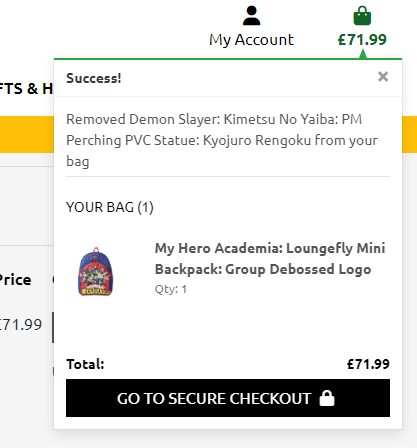 My Account
£71.99
FTS & H
Success!
×
Removed Demon Slayer: Kimetsu No Yaiba: PM
Perching PVC Statue: Kyojuro Rengoku from your
bag
YOUR BAG (1)
My Hero Academia: Loungefly Mini
Backpack: Group Debossed Logo
Qty: 1
Price
£71.99
Total:
£71.99
GO TO SECURE CHECKOUT